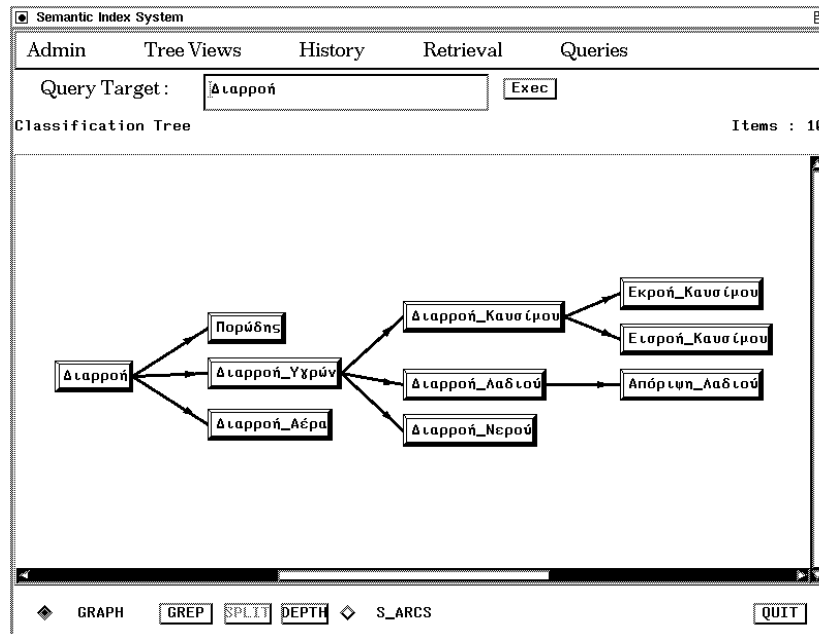 Semantic Index System
Admin Tree Views History Retrieval Queries
Query Target : Διαρροή Exec
Classification Tree Items : 10
Εκροή_Καυσίμου
Πορώδης Διαρροή_Καυσίμου
Εισροή_Καυσίμου
Διαρροή Διαρροή_Υγρών Διαρροή_Λαδιού Απόριψη_Λαδιού
Διαρροή_Αέρα Διαρροή_Νερού
GRAPH GREP SPLIT DEPTH S_ARCS QUIT